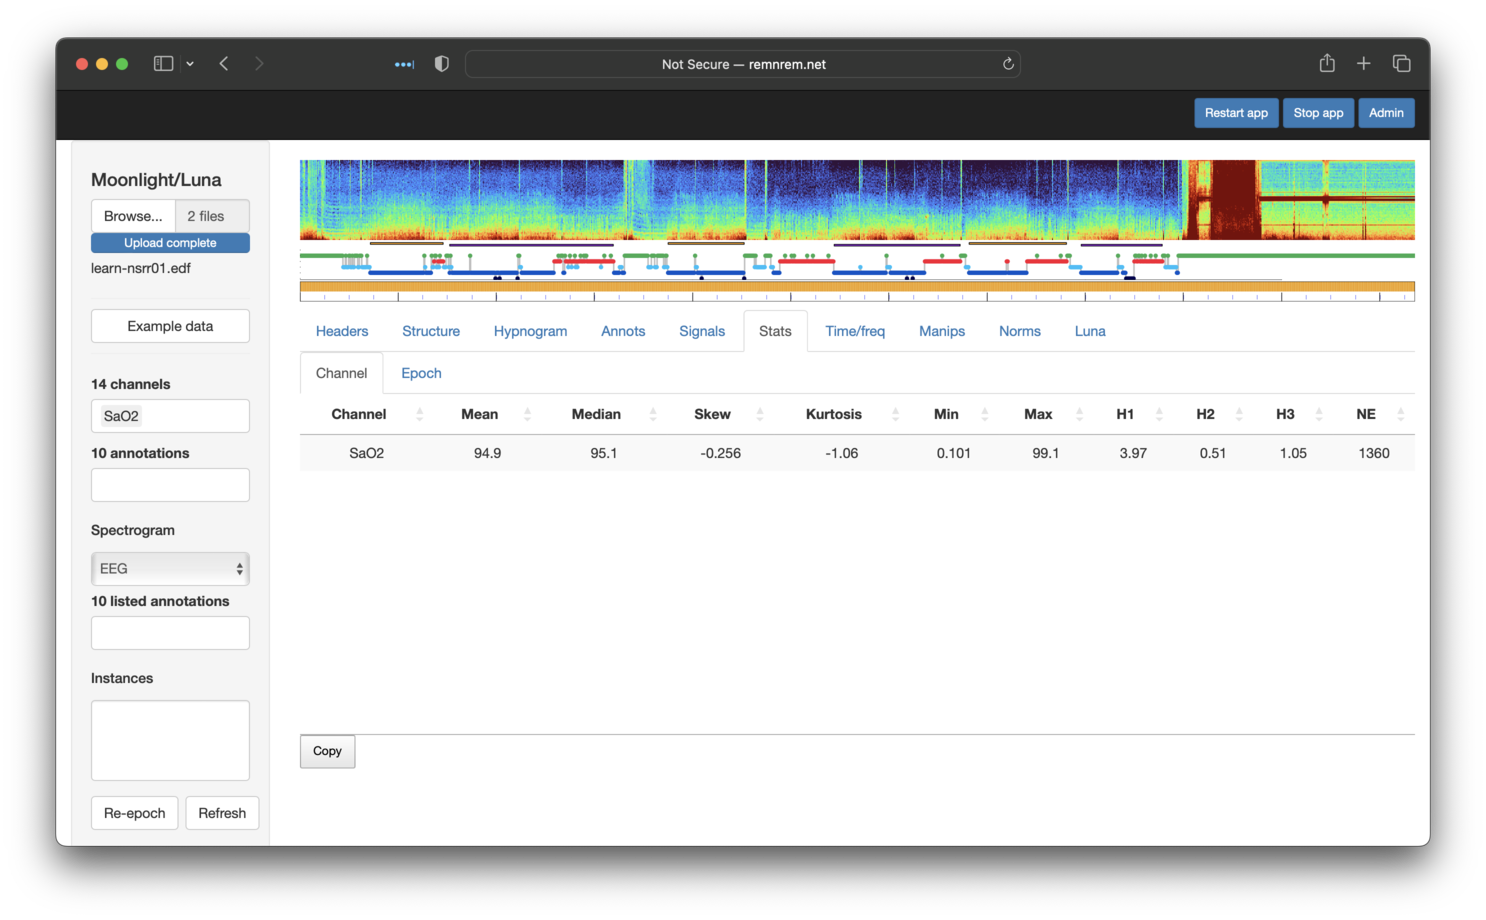 Not Secure — remnrem.net
Restart app
Stop app
Admin
Moonlight/Luna
Browse...
2 files
Upload complete
learn-nsrr01.edf
Example data
14 channels
SaO2
10 annotations
Spectrogram
EEG
10 listed annotations
Instances
Re-epoch
Refresh
Headers Structure Hypnogram Annots Signals Stats Time/freq Manips Norms Luna
Channel Epoch
Channel Mean Median Skew Kurtosis Min Max H1 H2 H3 NE
SaO2 94.9 95.1 -0.256 -1.06 0.101 99.1 3.97 0.51 1.05 1360
Copy